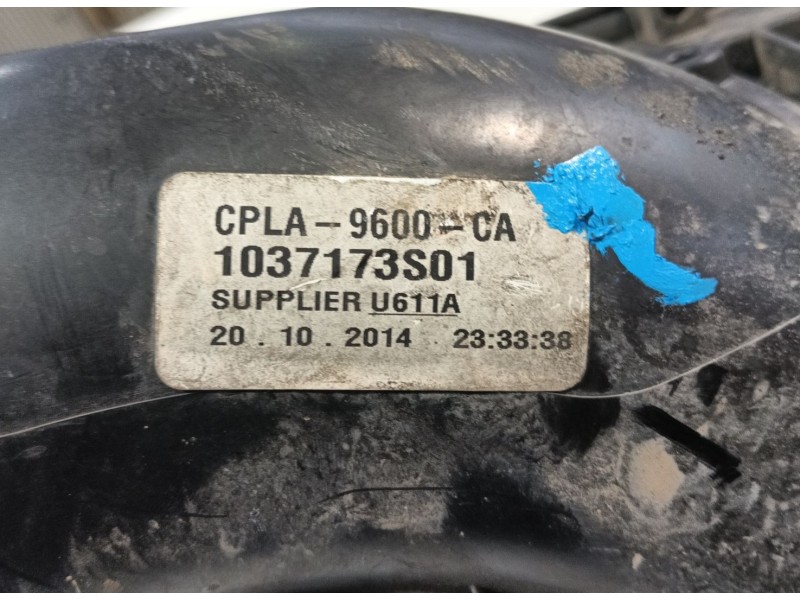 CPLA-9600-CA
1037173S01
SUPPLIER U611A
20.10.2014 23:33:38